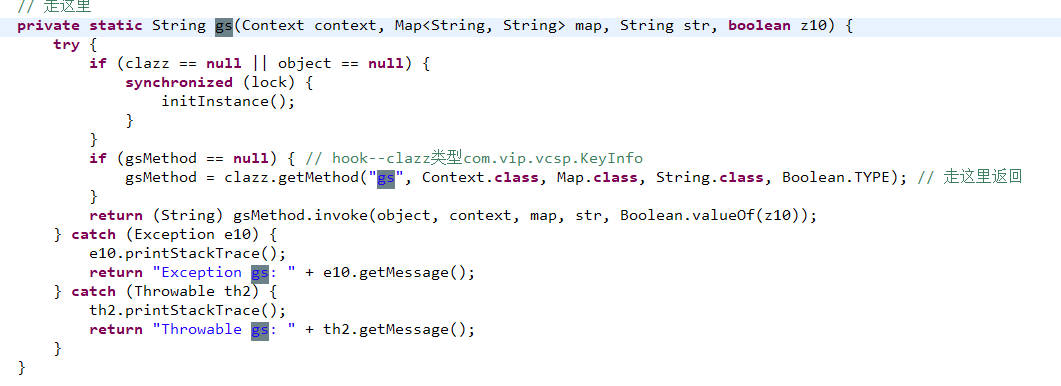 // 走这里
private static String gs(Context context, Map<String, String> map, String str, boolean z10) {
try {
if (clazz == null || object == null) {
synchronized (lock) {
initInstance();
}
}
if (gsMethod == null) { // hook--clazz类型com.vip.vcsp.KeyInfo
gsMethod = clazz.getMethod("gs", Context.class, Map.class, String.class, Boolean.TYPE); // 走这里返回
}
return (String) gsMethod.invoke(object, context, map, str, Boolean.valueOf(z10));
} catch (Exception e10) {
e10.printStackTrace();
return "Exception gs: " + e10.getMessage();
} catch (Throwable th2) {
th2.printStackTrace();
return "Throwable gs: " + th2.getMessage();
}
}